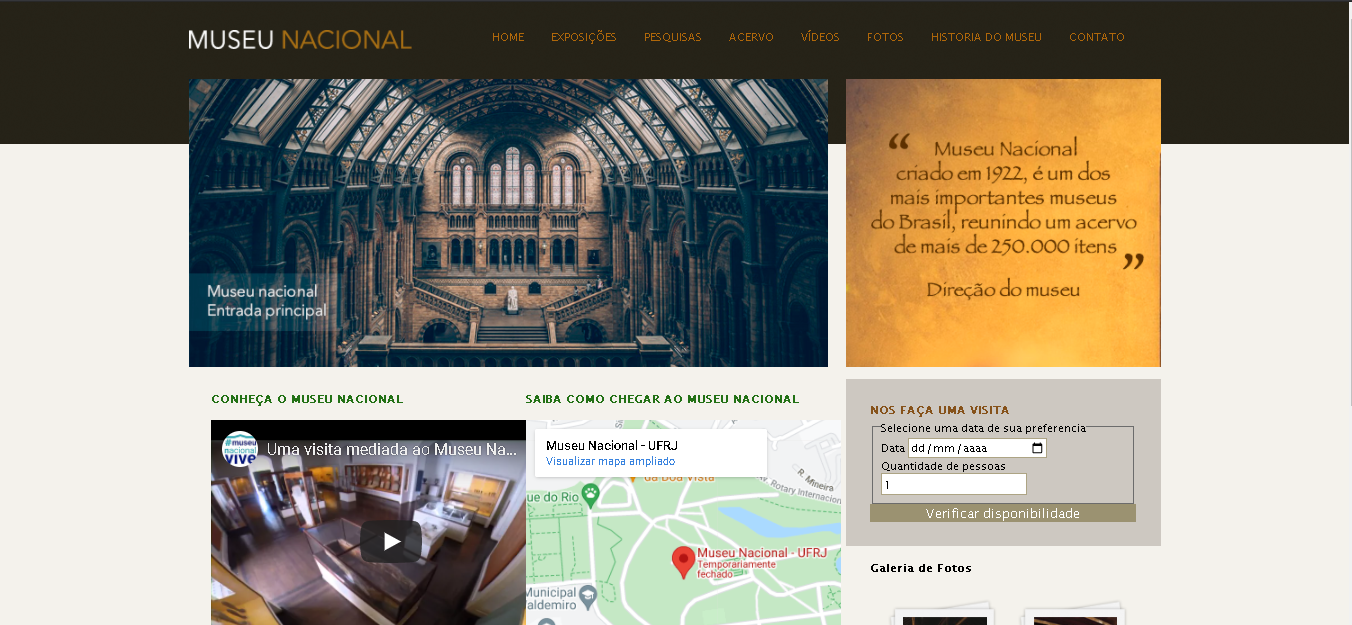 MUSEU NACIONAL
HOME EXPOSIÇÕES PESQUISAS ACERVO VÍDEOS FOTOS HISTORIA DO MUSEU CONTATO
Museu nacional
Entrada principal
“ Museu Nacional
criado em 1922, é um dos
mais importantes museus
do Brasil, reunindo um acervo
de mais de 250.000 itens ”
Direção do museu
CONHEÇA O MUSEU NACIONAL
#museu
nacional
vive
Uma visita mediada ao Museu Na...
SAIBA COMO CHEGAR AO MUSEU NACIONAL
Museu Nacional - UFRJ
Visualizar mapa ampliado
da Boa Vista
R. Mineira
Rotary Internacion
ue do Rio
Museu Nacional - UFRJ
Temporariamente
fechado
Municipal
aldemiro
NOS FAÇA UMA VISITA
Selecione uma data de sua preferencia
Data dd/mm/aaaa
Quantidade de pessoas
1
Verificar disponibilidade
Galeria de Fotos